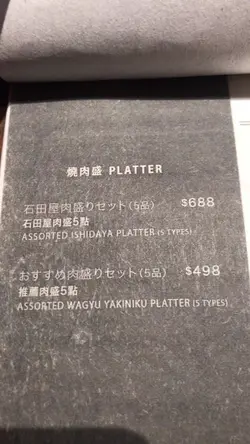 燒肉盛 PLATTER
石田屋肉盛りセット（5品） $688
石田屋肉盛5點
ASSORTED ISHIDAYA PLATTER (5 TYPES)
おすすめ肉盛りセット（5品） $498
推薦肉盛5點
ASSORTED WAGYU YAKINIKU PLATTER (5 TYPES)